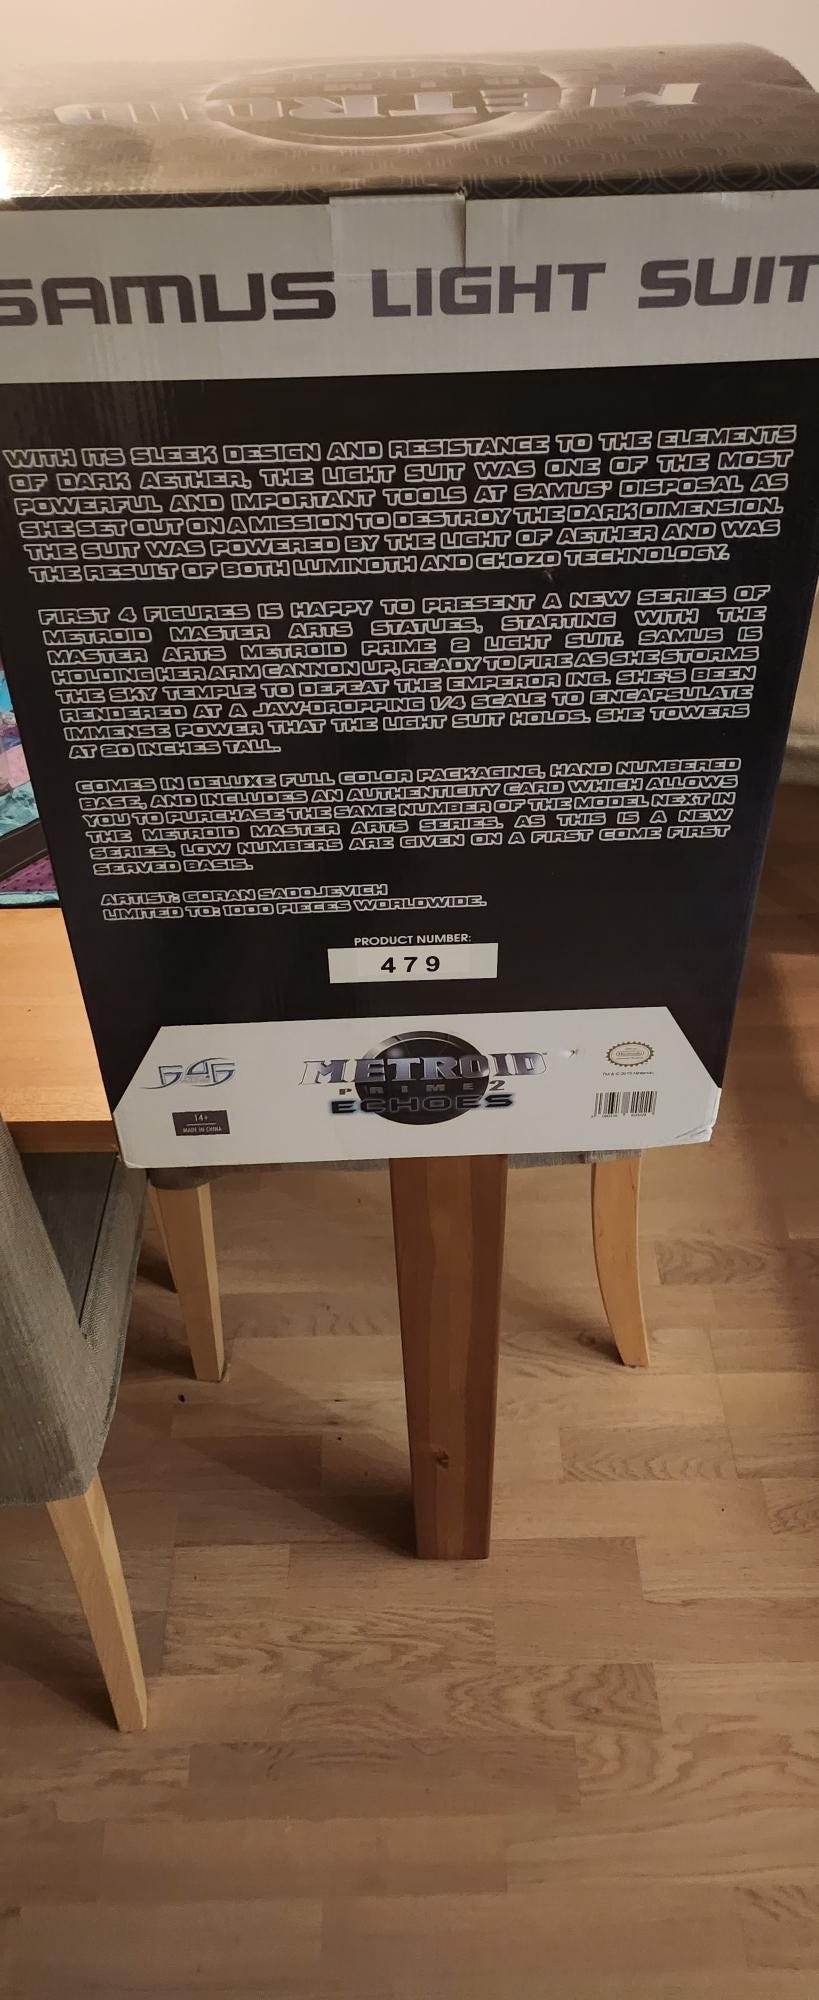 METROID
SAMUS LIGHT SUIT
WITH ITS SLEEK DESIGN AND RESISTANCE TO THE ELEMENTS
OF DARK AETHER, THE LIGHT SUIT WAS ONE OF THE MOST
POWERFUL AND IMPORTANT TOOLS AT SAMUS' DISPOSAL AS
SHE SET OUT ON A MISSION TO DESTROY THE DARK DIMENSION.
THE SUIT WAS POWERED BY THE LIGHT OF AETHER AND WAS
THE RESULT OF BOTH LUMINOTH AND CHOZO TECHNOLOGY.
FIRST 4 FIGURES IS HAPPY TO PRESENT A NEW SERIES OF
METROID MASTER ARTS STATUES, STARTING WITH THE
MASTER ARTS METROID PRIME 2 LIGHT SUIT. SAMUS IS
HOLDING HER ARM CANNON UP, READY TO FIRE AS SHE STORMS
THE SKY TEMPLE TO DEFEAT THE EMPEROR ING. SHE'S BEEN
RENDERED AT A JAW-DROPPING 1/4 SCALE TO ENCAPSULATE
IMMENSE POWER THAT THE LIGHT SUIT HOLDS. SHE TOWERS
AT 20 INCHES TALL.
COMES IN DELUXE FULL COLOR PACKAGING, HAND NUMBERED
BASE, AND INCLUDES AN AUTHENTICITY CARD WHICH ALLOWS
YOU TO PURCHASE THE SAME NUMBER OF THE MODEL NEXT IN
THE METROID MASTER ARTS SERIES. AS THIS IS A NEW
SERIES, LOW NUMBERS ARE GIVEN ON A FIRST COME FIRST
SERVED BASIS.
ARTIST: GORAN SADOJEVICH
LIMITED TO: 1000 PIECES WORLDWIDE.
PRODUCT NUMBER:
479
F4F
METROID
PRIME 2
ECHOES
14+
MADE IN CHINA
Nintendo